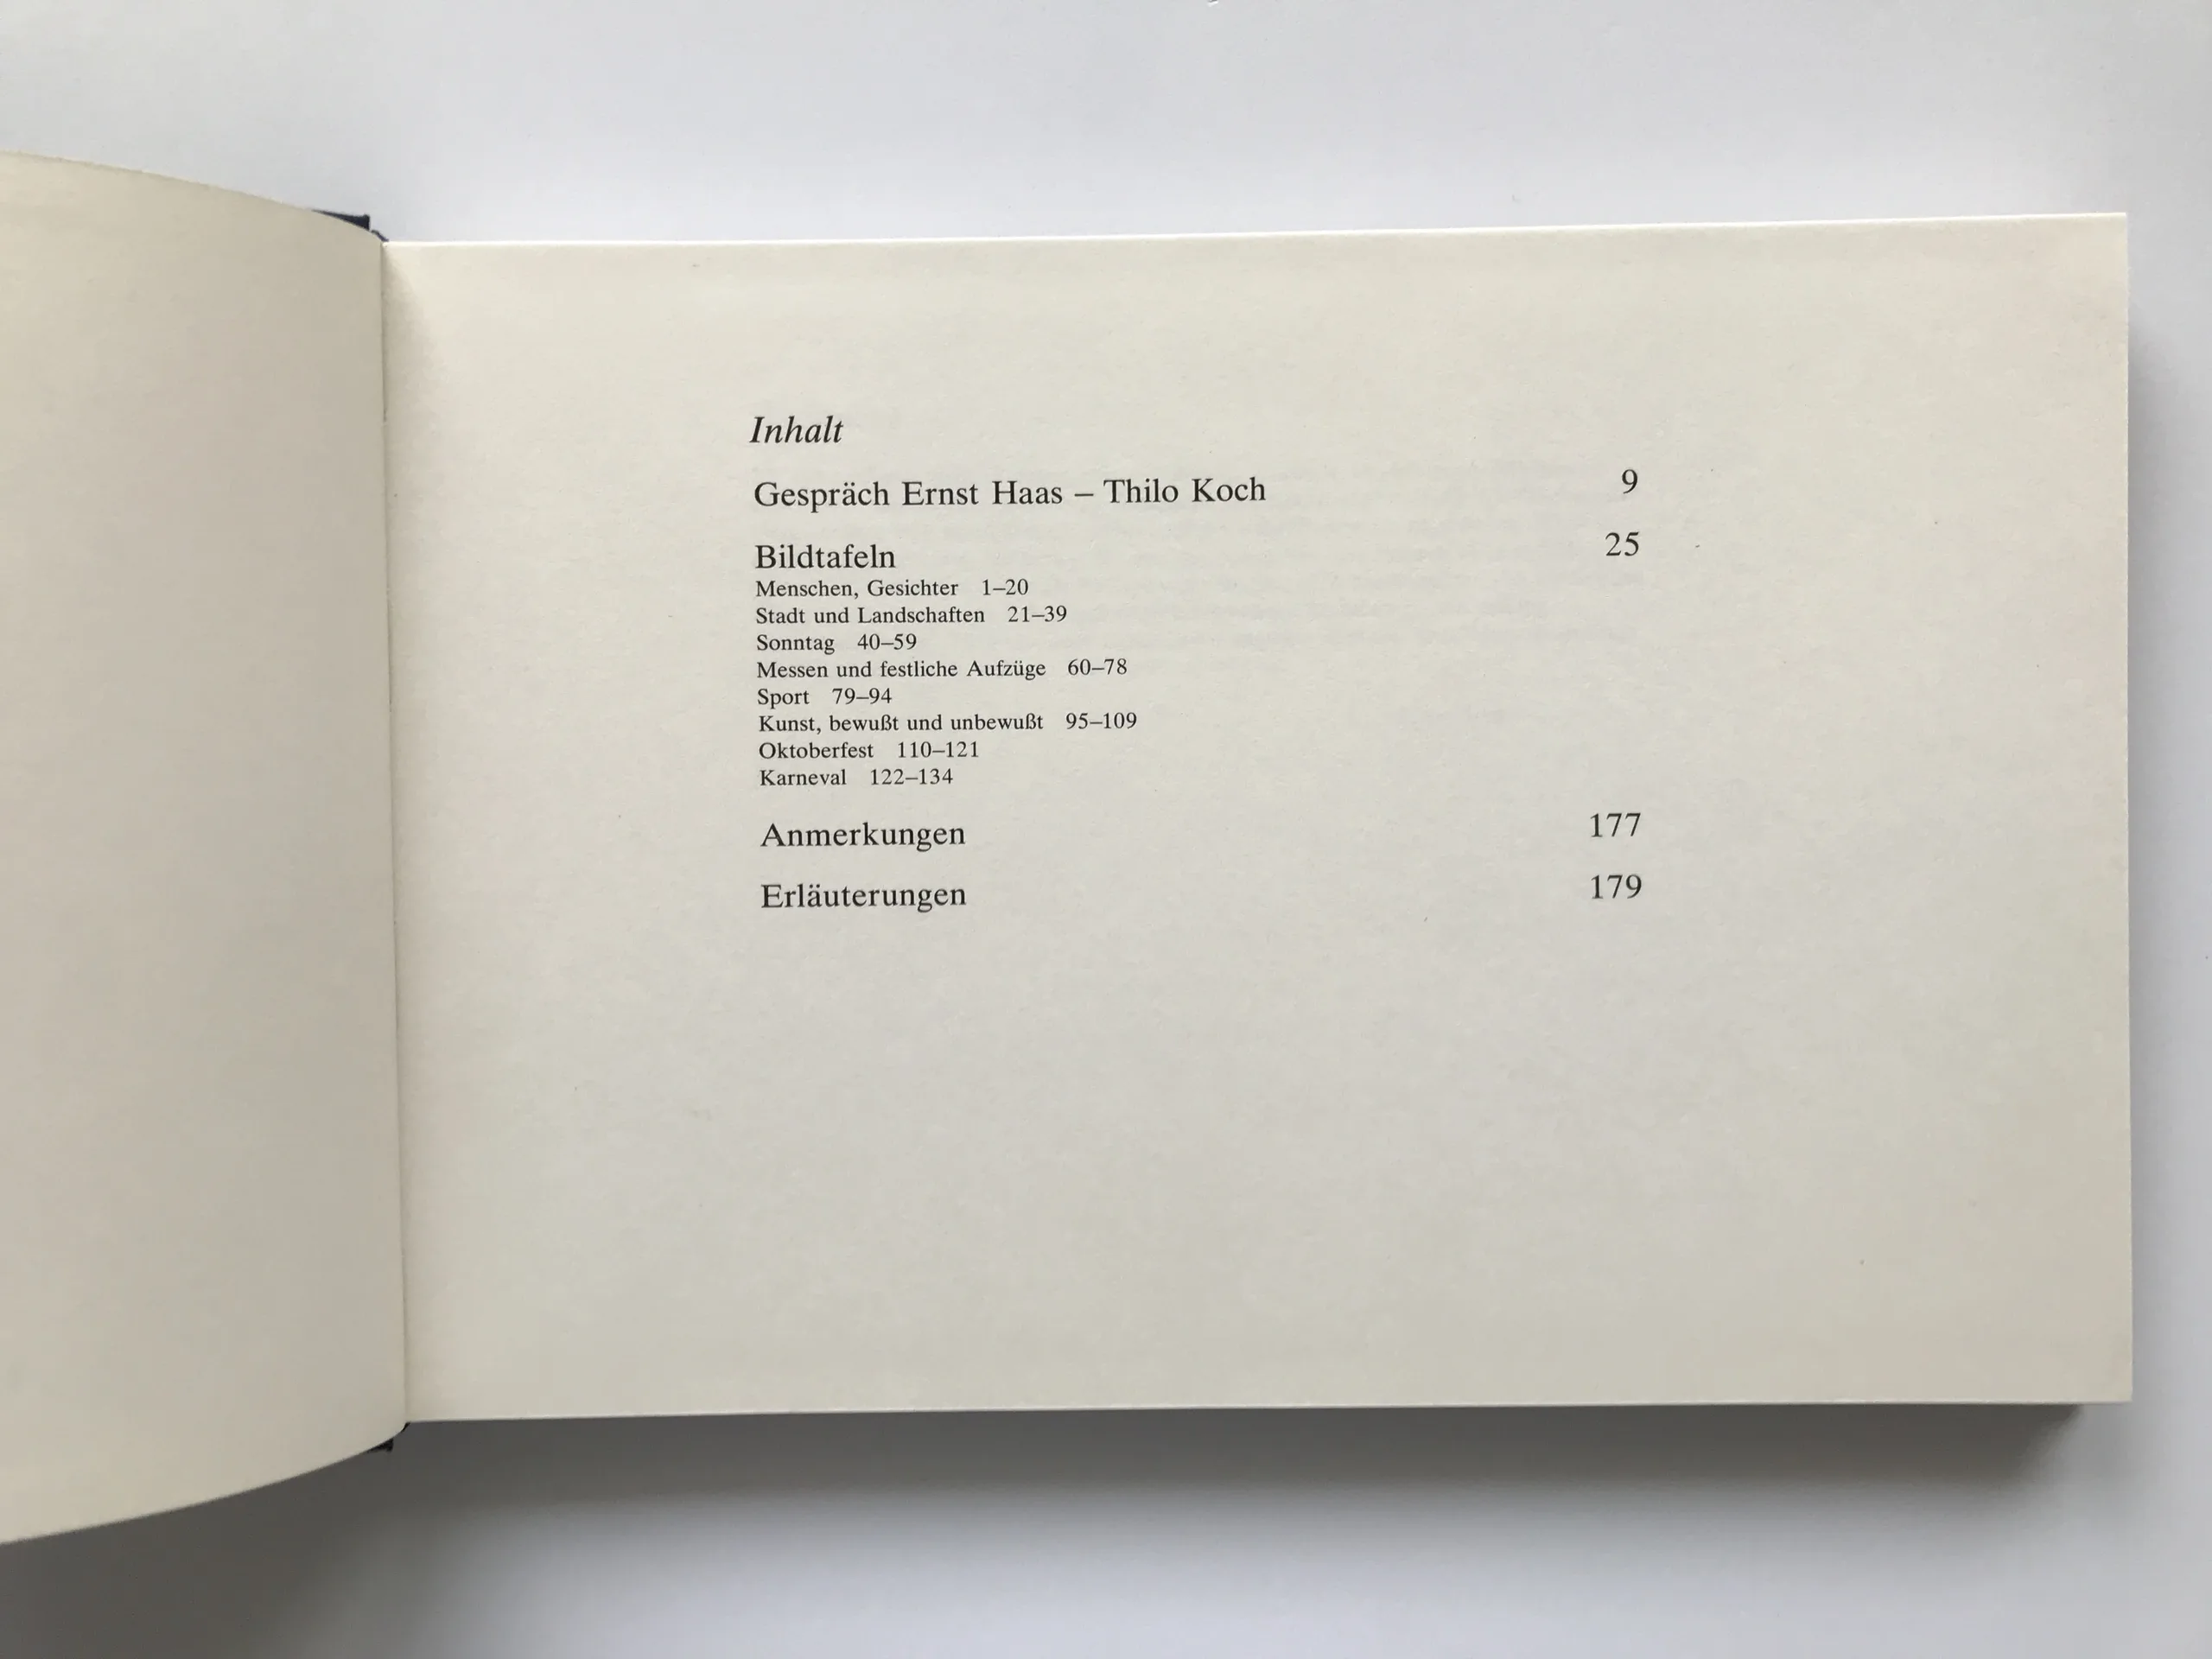 Inhalt
Gespräch Ernst Haas – Thilo Koch 9
Bildtafeln 25
Menschen, Gesichter 1–20
Stadt und Landschaften 21–39
Sonntag 40–59
Messen und festliche Aufzüge 60–78
Sport 79–94
Kunst, bewußt und unbewußt 95–109
Oktoberfest 110–121
Karneval 122–134
Anmerkungen 177
Erläuterungen 179